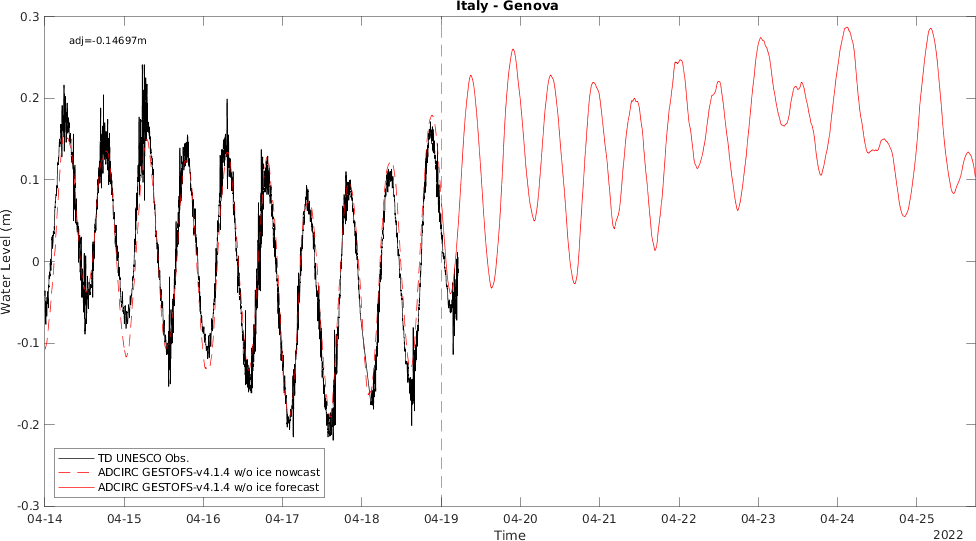 Italy - Genova
adj=-0.14697m
0.3
0.2
0.1
0
-0.1
-0.2
-0.3
Water Level (m)
TD UNESCO Obs.
ADCIRC GESTOFS-v4.1.4 w/o ice nowcast
ADCIRC GESTOFS-v4.1.4 w/o ice forecast
04-14 04-15 04-16 04-17 04-18 04-19 04-20 04-21 04-22 04-23 04-24 04-25
Time
2022